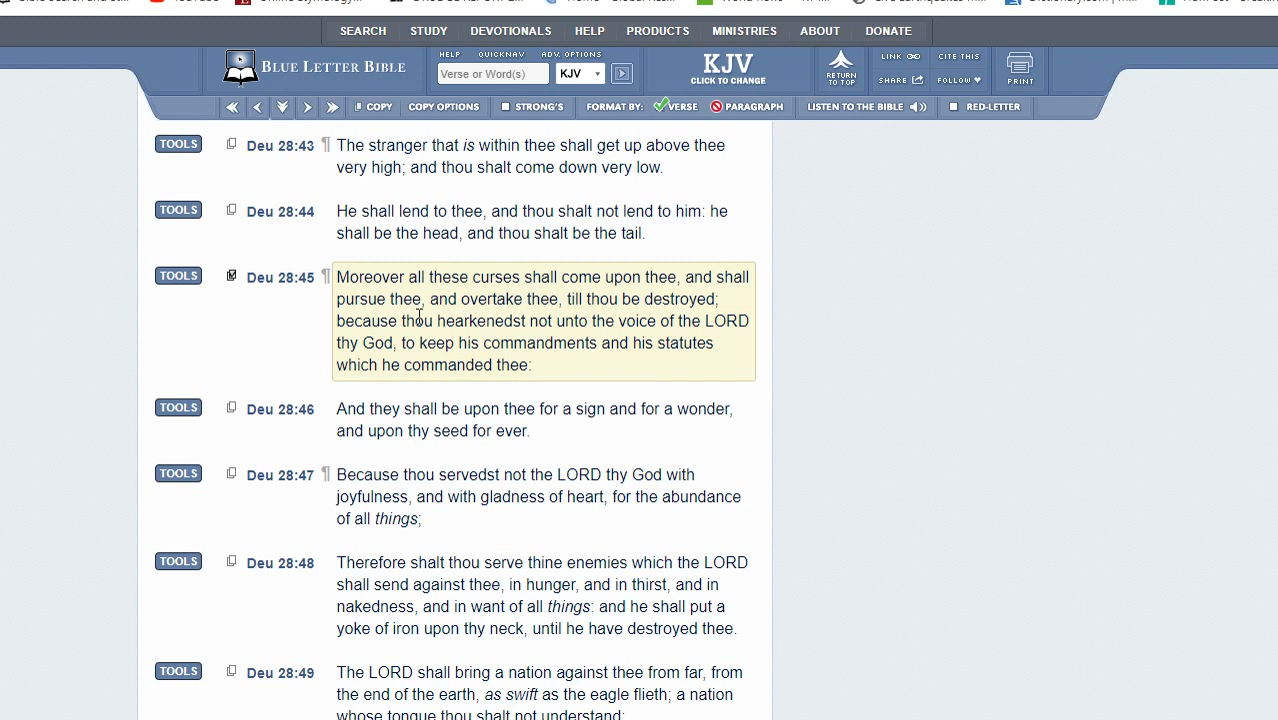 SEARCH STUDY DEVOTIONALS HELP PRODUCTS MINISTRIES ABOUT DONATE
BLUE LETTER BIBLE
HELP QUICKNAV ADV. OPTIONS
Verse or Word(s) KJV
KJV
CLICK TO CHANGE
RETURN
TO TOP
LINK CITE THIS
SHARE FOLLOW
PRINT
COPY COPY OPTIONS STRONG'S FORMAT BY: VERSE PARAGRAPH LISTEN TO THE BIBLE RED-LETTER
TOOLS Deu 28:43 ¶ The stranger that is within thee shall get up above thee
very high; and thou shalt come down very low.
TOOLS Deu 28:44 He shall lend to thee, and thou shalt not lend to him: he
shall be the head, and thou shalt be the tail.
TOOLS Deu 28:45 ¶ Moreover all these curses shall come upon thee, and shall
pursue thee, and overtake thee, till thou be destroyed;
because thou hearkenedst not unto the voice of the LORD
thy God, to keep his commandments and his statutes
which he commanded thee:
TOOLS Deu 28:46 And they shall be upon thee for a sign and for a wonder,
and upon thy seed for ever.
TOOLS Deu 28:47 ¶ Because thou servedst not the LORD thy God with
joyfulness, and with gladness of heart, for the abundance
of all things;
TOOLS Deu 28:48 Therefore shalt thou serve thine enemies which the LORD
shall send against thee, in hunger, and in thirst, and in
nakedness, and in want of all things: and he shall put a
yoke of iron upon thy neck, until he have destroyed thee.
TOOLS Deu 28:49 The LORD shall bring a nation against thee from far, from
the end of the earth, as swift as the eagle flieth; a nation
whose tongue thou shalt not understand;